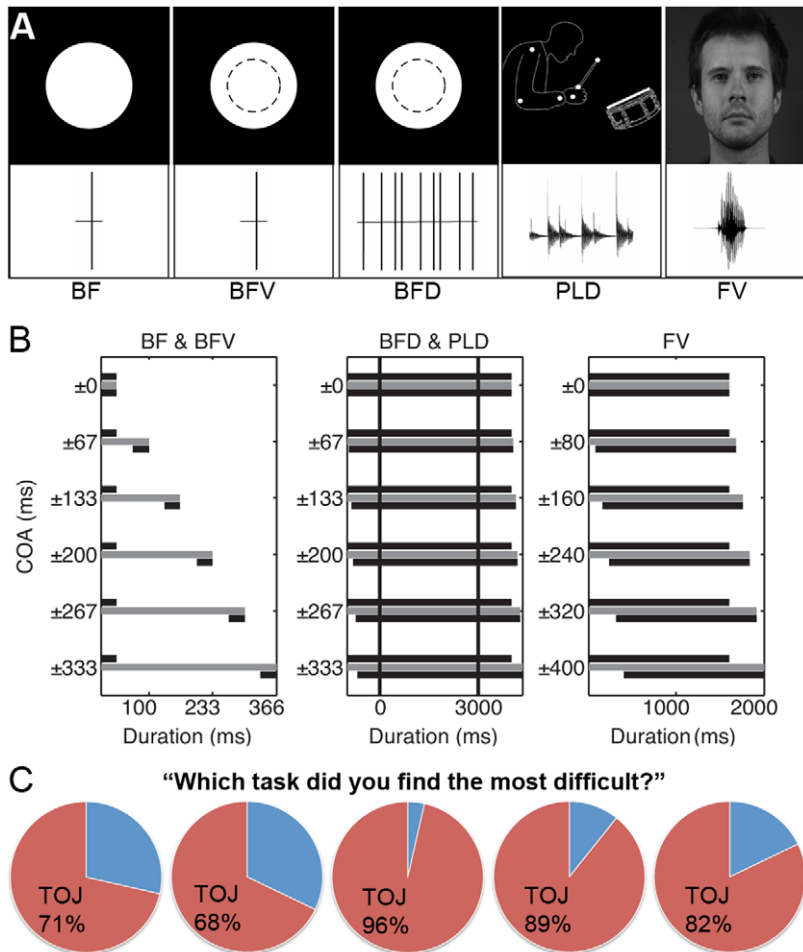 A
BF BFV BFD PLD FV
B
BF & BFV BFD & PLD FV
COA (ms)
±0 ±0 ±0
±67 ±67 ±80
±133 ±133 ±160
±200 ±200 ±240
±267 ±267 ±320
±333 ±333 ±400
100 233 366 0 3000 1000 2000
Duration (ms) Duration (ms) Duration (ms)
C
“Which task did you find the most difficult?”
TOJ TOJ TOJ TOJ TOJ
71% 68% 96% 89% 82%